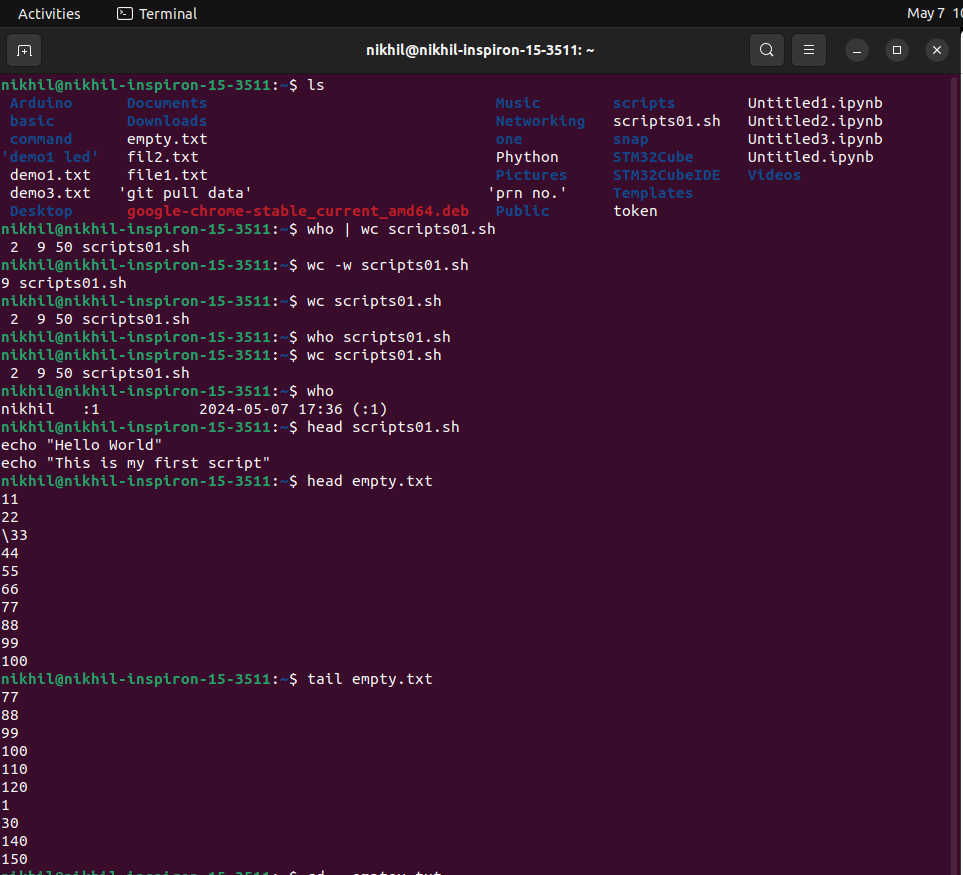 Activities Terminal May 7 10
nikhil@nikhil-inspiron-15-3511: ~
nikhil@nikhil-inspiron-15-3511:~$ ls
Arduino Documents Music scripts Untitled1.ipynb
basic Downloads Networking scripts01.sh Untitled2.ipynb
command empty.txt one snap Untitled3.ipynb
'demo1 led' fil2.txt Phython STM32Cube Untitled.ipynb
demo1.txt file1.txt Pictures STM32CubeIDE Videos
demo3.txt 'git pull data' 'prn no.' Templates
Desktop google-chrome-stable_current_amd64.deb Public token
nikhil@nikhil-inspiron-15-3511:~$ who | wc scripts01.sh
2 9 50 scripts01.sh
nikhil@nikhil-inspiron-15-3511:~$ wc -w scripts01.sh
9 scripts01.sh
nikhil@nikhil-inspiron-15-3511:~$ wc scripts01.sh
2 9 50 scripts01.sh
nikhil@nikhil-inspiron-15-3511:~$ who scripts01.sh
nikhil@nikhil-inspiron-15-3511:~$ wc scripts01.sh
2 9 50 scripts01.sh
nikhil@nikhil-inspiron-15-3511:~$ who
nikhil :1 2024-05-07 17:36 (:1)
nikhil@nikhil-inspiron-15-3511:~$ head scripts01.sh
echo "Hello World"
echo "This is my first script"
nikhil@nikhil-inspiron-15-3511:~$ head empty.txt
11
22
\33
44
55
66
77
88
99
100
nikhil@nikhil-inspiron-15-3511:~$ tail empty.txt
77
88
99
100
110
120
1
30
140
150
nikhil@nikhil-inspiron-15-3511:~$